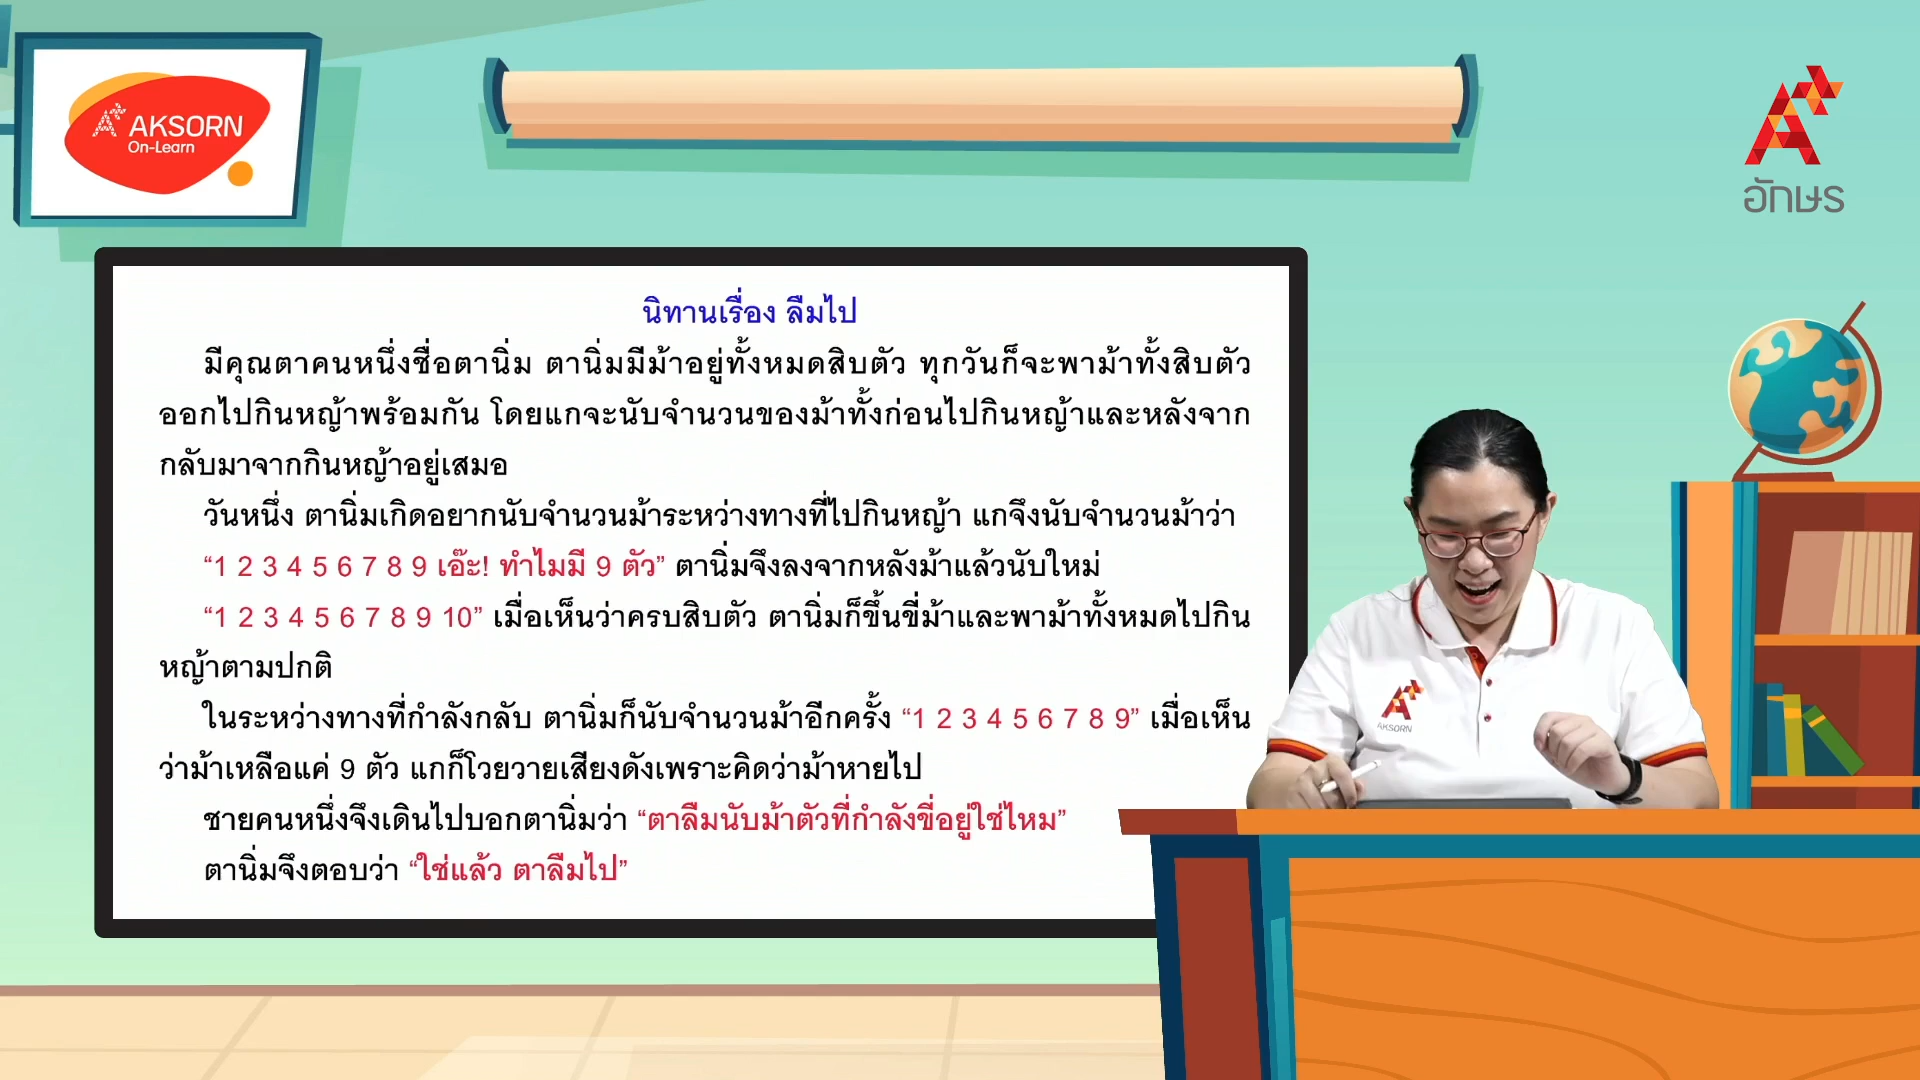 AKSORN
On-Learn
อักษร
นิทานเรื่อง ลืมไป
มีคุณตาคนหนึ่งชื่อตานิ่ม ตานิ่มมีม้าอยู่ทั้งหมดสิบตัว ทุกวันก็จะพาม้าทั้งสิบตัว
ออกไปกินหญ้าพร้อมกัน โดยแกจะนับจำนวนของม้าทั้งก่อนไปกินหญ้าและหลังจาก
กลับมาจากกินหญ้าอยู่เสมอ
วันหนึ่ง ตานิ่มเกิดอยากนับจำนวนม้าระหว่างทางที่ไปกินหญ้า แกจึงนับจำนวนม้าว่า
“1 2 3 4 5 6 7 8 9 เอ๊ะ! ทำไมมี 9 ตัว” ตานิ่มจึงลงจากหลังม้าแล้วนับใหม่
“1 2 3 4 5 6 7 8 9 10” เมื่อเห็นว่าครบสิบตัว ตานิ่มก็ขึ้นขี่ม้าและพาม้าทั้งหมดไปกิน
หญ้าตามปกติ
ในระหว่างทางที่กำลังกลับ ตานิ่มก็นับจำนวนม้าอีกครั้ง “1 2 3 4 5 6 7 8 9” เมื่อเห็น
ว่าม้าเหลือแค่ 9 ตัว แกก็โวยวายเสียงดังเพราะคิดว่าม้าหายไป
ชายคนหนึ่งจึงเดินไปบอกตานิ่มว่า “ตาลืมนับม้าตัวที่กำลังขี่อยู่ใช่ไหม”
ตานิ่มจึงตอบว่า “ใช่แล้ว ตาลืมไป”
AKSORN